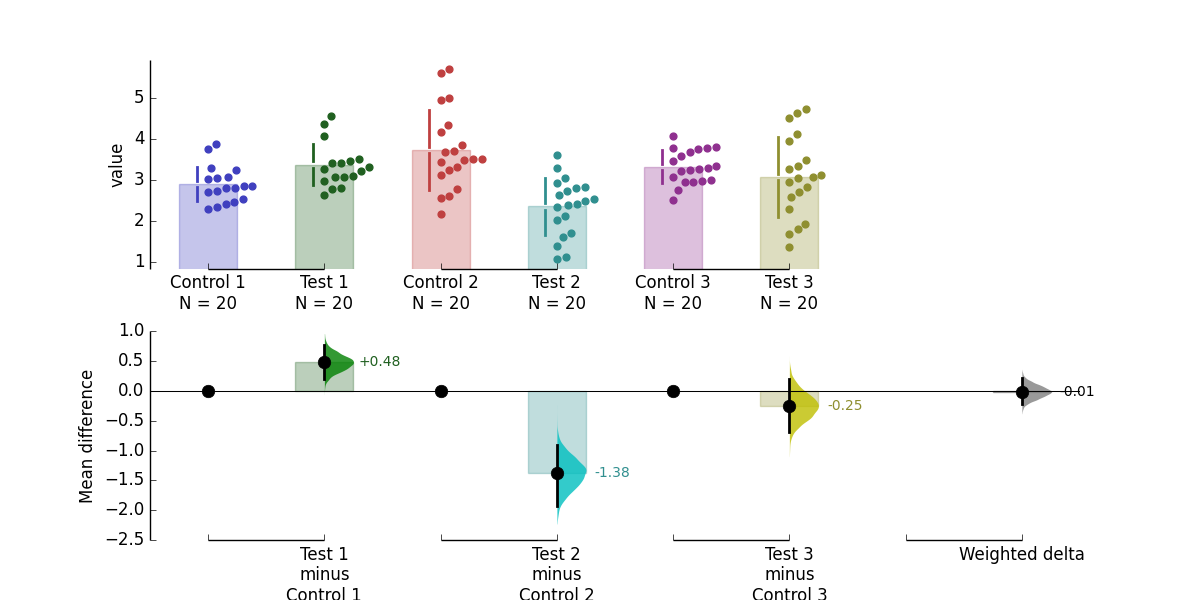 value
5
4
3
2
1
Control 1
N = 20
Test 1
N = 20
Control 2
N = 20
Test 2
N = 20
Control 3
N = 20
Test 3
N = 20
Mean difference
1.0
0.5
0.0
−0.5
−1.0
−1.5
−2.0
−2.5
+0.48
-1.38
-0.25
-0.01
Test 1
minus
Control 1
Test 2
minus
Control 2
Test 3
minus
Control 3
Weighted delta